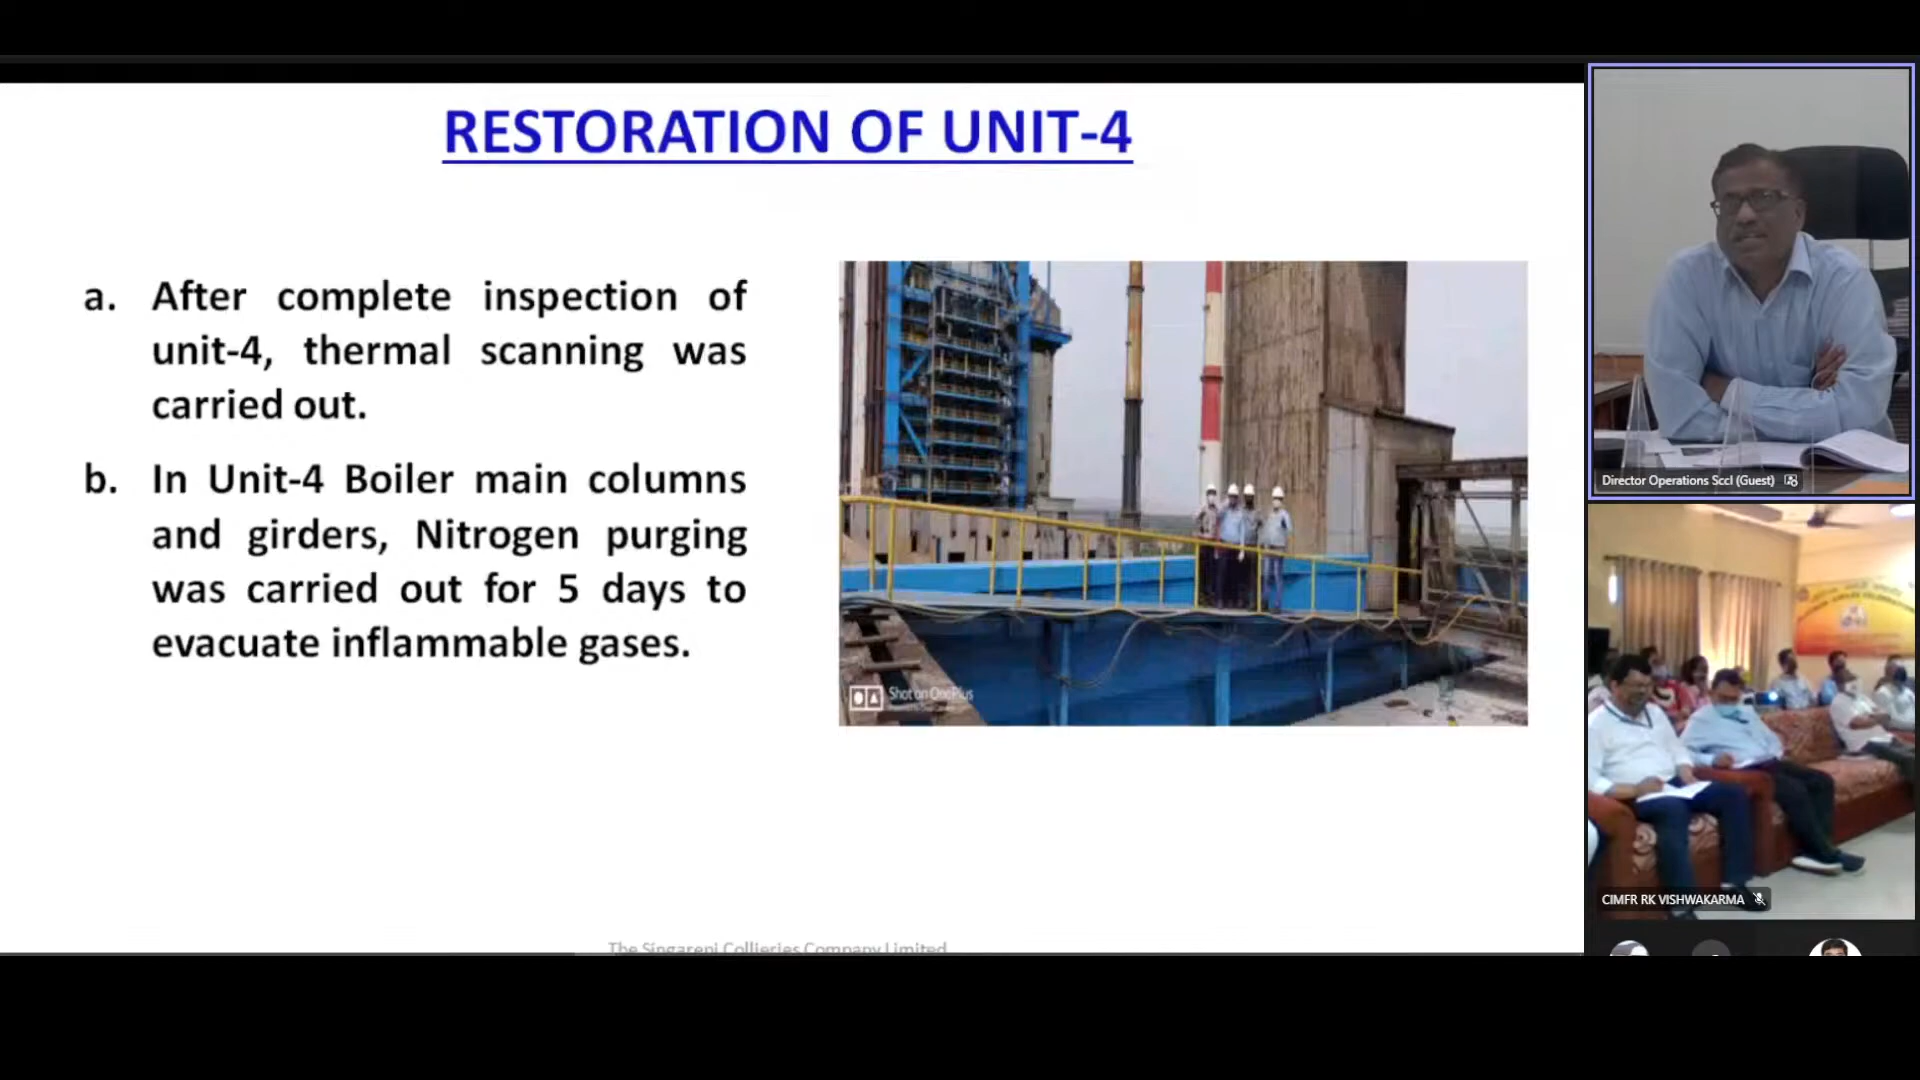 RESTORATION OF UNIT-4
a. After complete inspection of
unit-4, thermal scanning was
carried out.
b. In Unit-4 Boiler main columns
and girders, Nitrogen purging
was carried out for 5 days to
evacuate inflammable gases.
Shot on OnePlus
The Singareni Collieries Company Limited
Director Operations Sccl (Guest)
CIMFR RK VISHWAKARMA